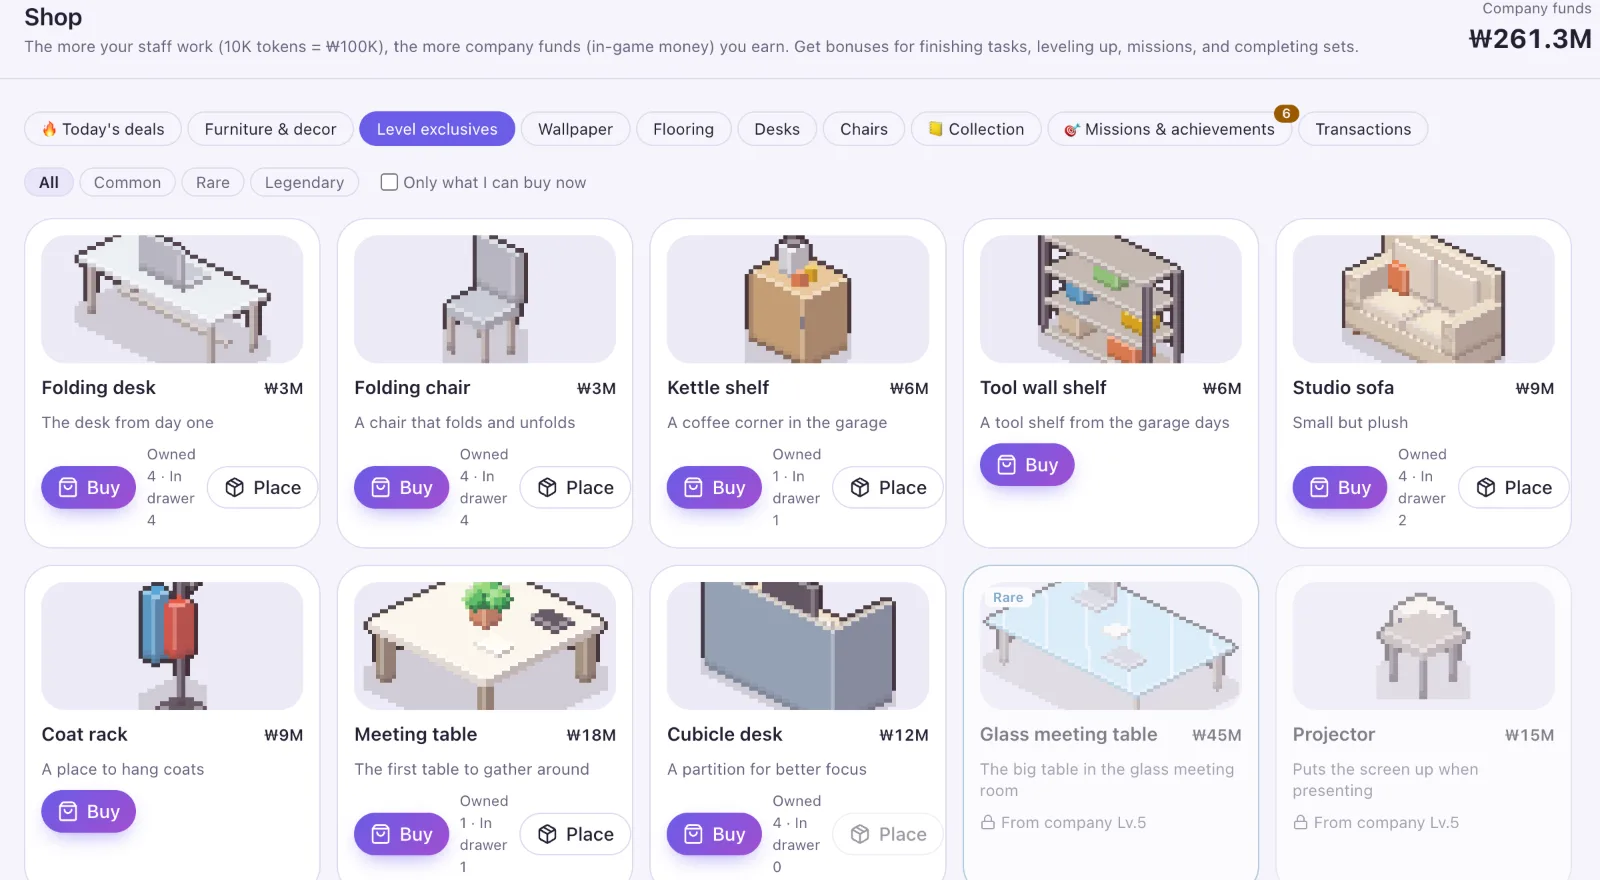 Shop
Company funds
₩261.3M
The more your staff work (10K tokens = ₩100K), the more company funds (in-game money) you earn. Get bonuses for finishing tasks, leveling up, missions, and completing sets.
Today's deals
Furniture & decor
Level exclusives
Wallpaper
Flooring
Desks
Chairs
Collection
Missions & achievements
6
Transactions
All
Common
Rare
Legendary
Only what I can buy now
Folding desk ₩3M
The desk from day one
Buy
Owned
4 · In
drawer
4
Place
Folding chair ₩3M
A chair that folds and unfolds
Buy
Owned
4 · In
drawer
4
Place
Kettle shelf ₩6M
A coffee corner in the garage
Buy
Owned
1 · In
drawer
1
Place
Tool wall shelf ₩6M
A tool shelf from the garage days
Buy
Studio sofa ₩9M
Small but plush
Buy
Owned
4 · In
drawer
2
Place
Coat rack ₩9M
A place to hang coats
Buy
Meeting table ₩18M
The first table to gather around
Buy
Owned
1 · In
drawer
1
Place
Cubicle desk ₩12M
A partition for better focus
Buy
Owned
4 · In
drawer
0
Place
Rare
Glass meeting table ₩45M
The big table in the glass meeting
room
From company Lv.5
Projector ₩15M
Puts the screen up when
presenting
From company Lv.5